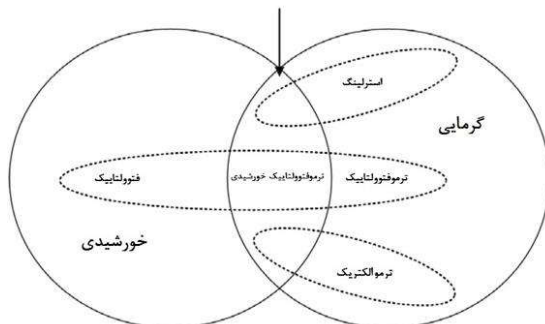 استرلینگ
گرمایی
فتوولتاییک
ترموفتوولتاییک خورشیدی
ترموفتوولتاییک
خورشیدی
ترموالکتریک